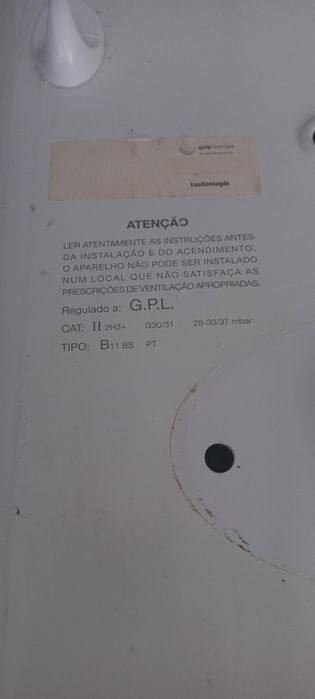 galp energia
Lusitaniagás
ATENÇÃO
LER ATENTAMENTE AS INSTRUÇÕES ANTES
DA INSTALAÇÃO E DO ACENDIMENTO.
O APARELHO NÃO PODE SER INSTALADO
NUM LOCAL QUE NÃO SATISFAÇA AS
PRESCRIÇÕES DE VENTILAÇÃO APROPRIADAS.
Regulado a: G.P.L.
CAT: II 2H3+ G30/31 28-30/37 mbar
TIPO: B11 BS PT